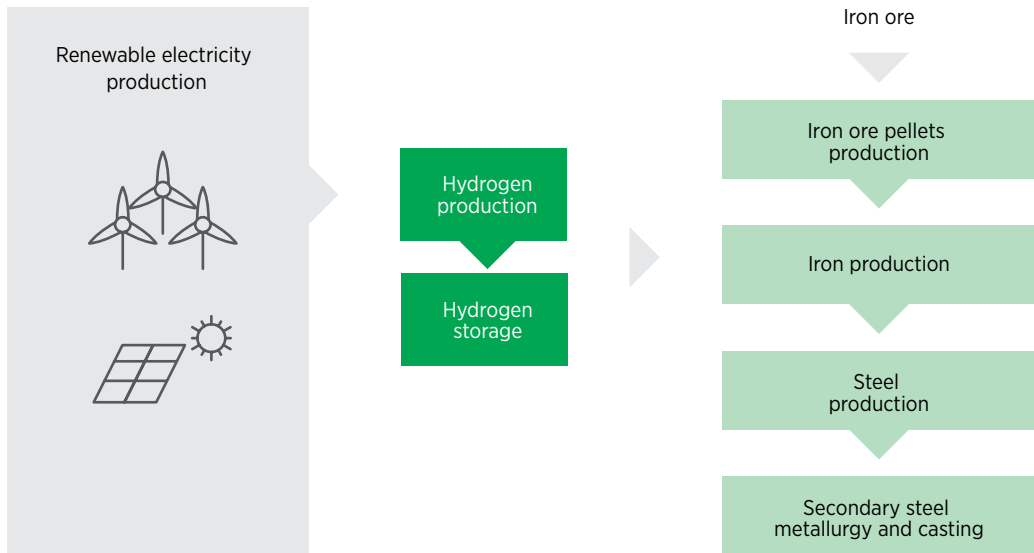 Renewable electricity
production
Hydrogen
production
Hydrogen
storage
Iron ore
Iron ore pellets
production
Iron production
Steel
production
Secondary steel
metallurgy and casting